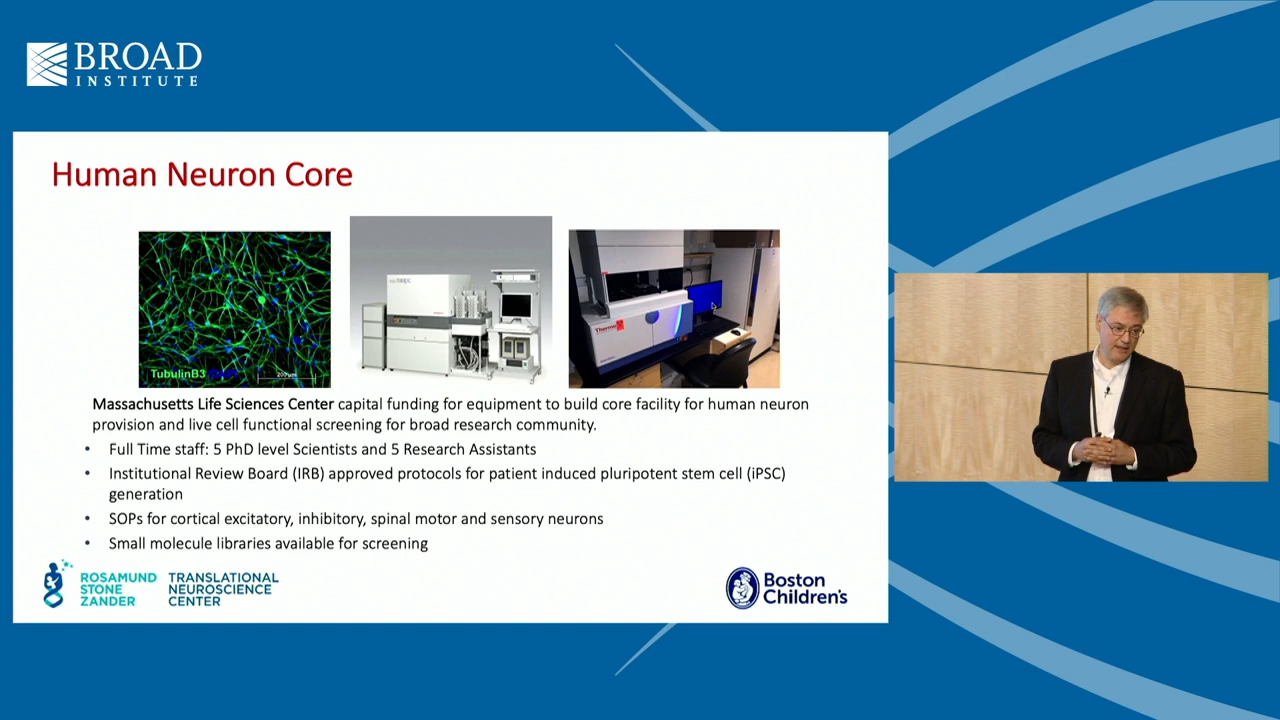 BROAD
INSTITUTE
Human Neuron Core
TubulinB3
200 um
Thermo
Massachusetts Life Sciences Center capital funding for equipment to build core facility for human neuron
provision and live cell functional screening for broad research community.
• Full Time staff: 5 PhD level Scientists and 5 Research Assistants
• Institutional Review Board (IRB) approved protocols for patient induced pluripotent stem cell (iPSC)
generation
• SOPs for cortical excitatory, inhibitory, spinal motor and sensory neurons
• Small molecule libraries available for screening
ROSAMUND
STONE
ZANDER
TRANSLATIONAL
NEUROSCIENCE
CENTER
Boston
Children's